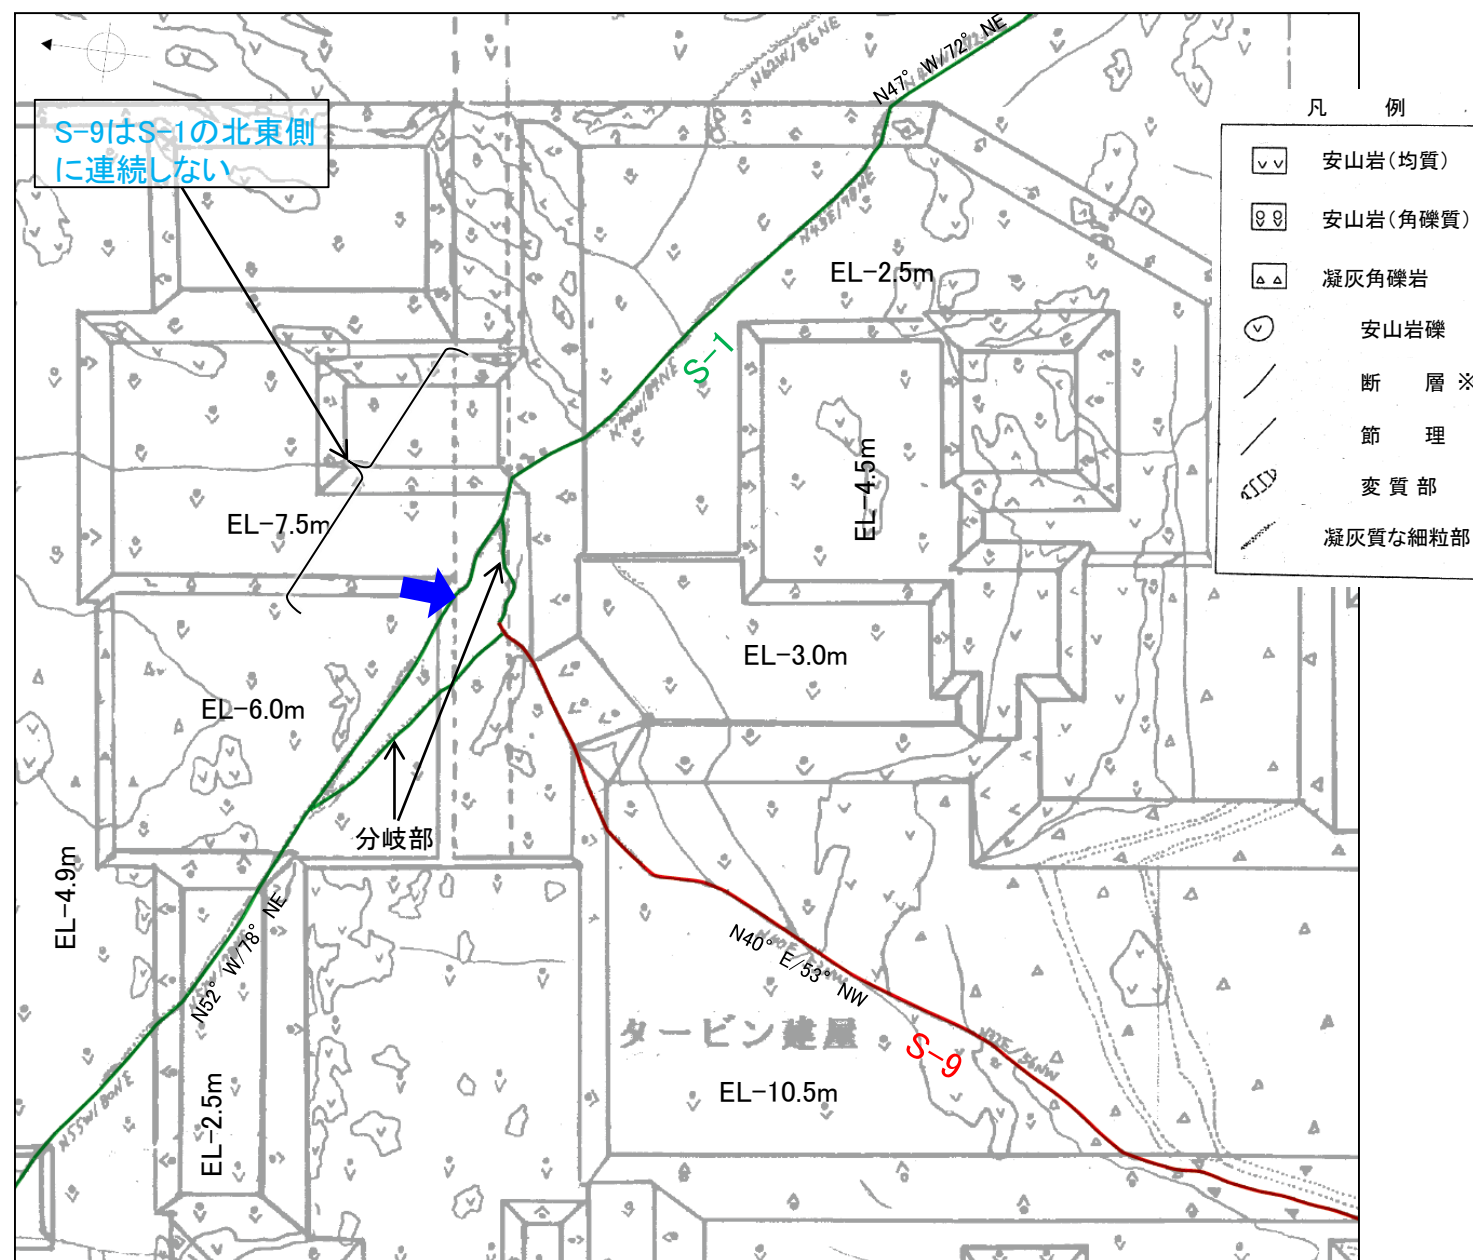 S-9はS-1の北東側
に連続しない
N62W/86NE
N47° W/72° NE
凡　例
安山岩(均質)
安山岩(角礫質)
凝灰角礫岩
安山岩礫
断　層 ※
節　理
変 質 部
凝灰質な細粒部
EL-2.5m
S-1
EL-4.5m
EL-7.5m
EL-3.0m
EL-6.0m
分岐部
EL-4.9m
N52° W/78° NE
N40° E/53° NW
タービン建屋
S-9
EL-10.5m
N55W/80NE
EL-2.5m